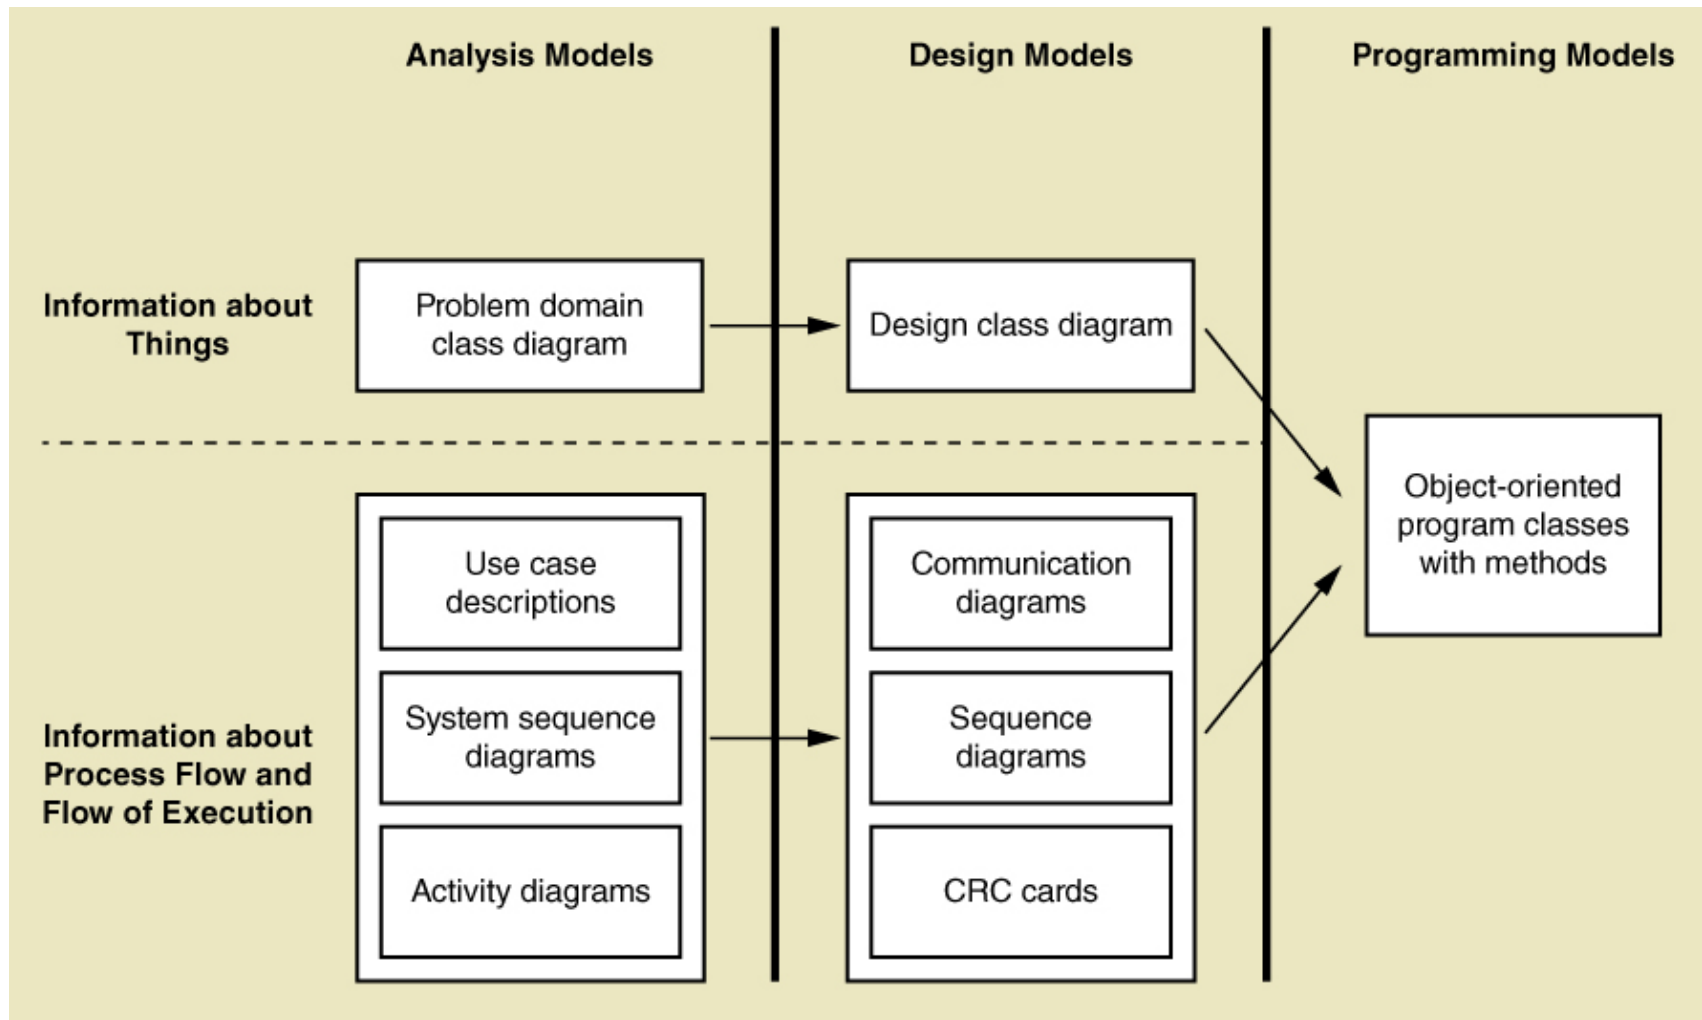 Analysis Models
Design Models
Programming Models
Information about
Things
Problem domain
class diagram
Design class diagram
Object-oriented
program classes
with methods
Information about
Process Flow and
Flow of Execution
Use case
descriptions
System sequence
diagrams
Activity diagrams
Communication
diagrams
Sequence
diagrams
CRC cards